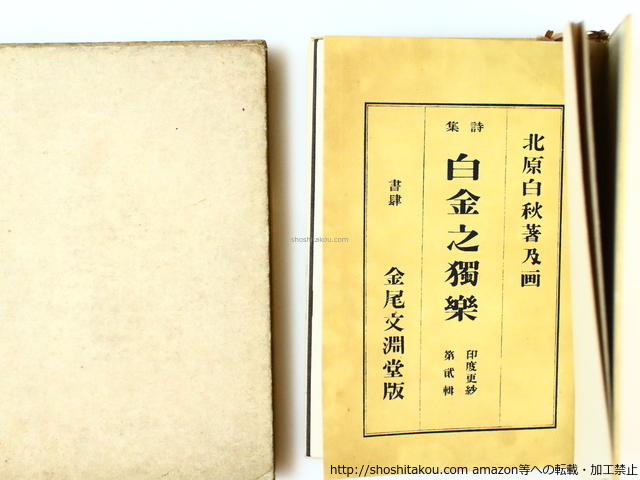 北原白秋著及画
詩集
白金之獨樂
印度更紗
第貳輯
書肆
金尾文淵堂版
shoshitakou.com
http://shoshitakou.com amazon等への転載・加工禁止